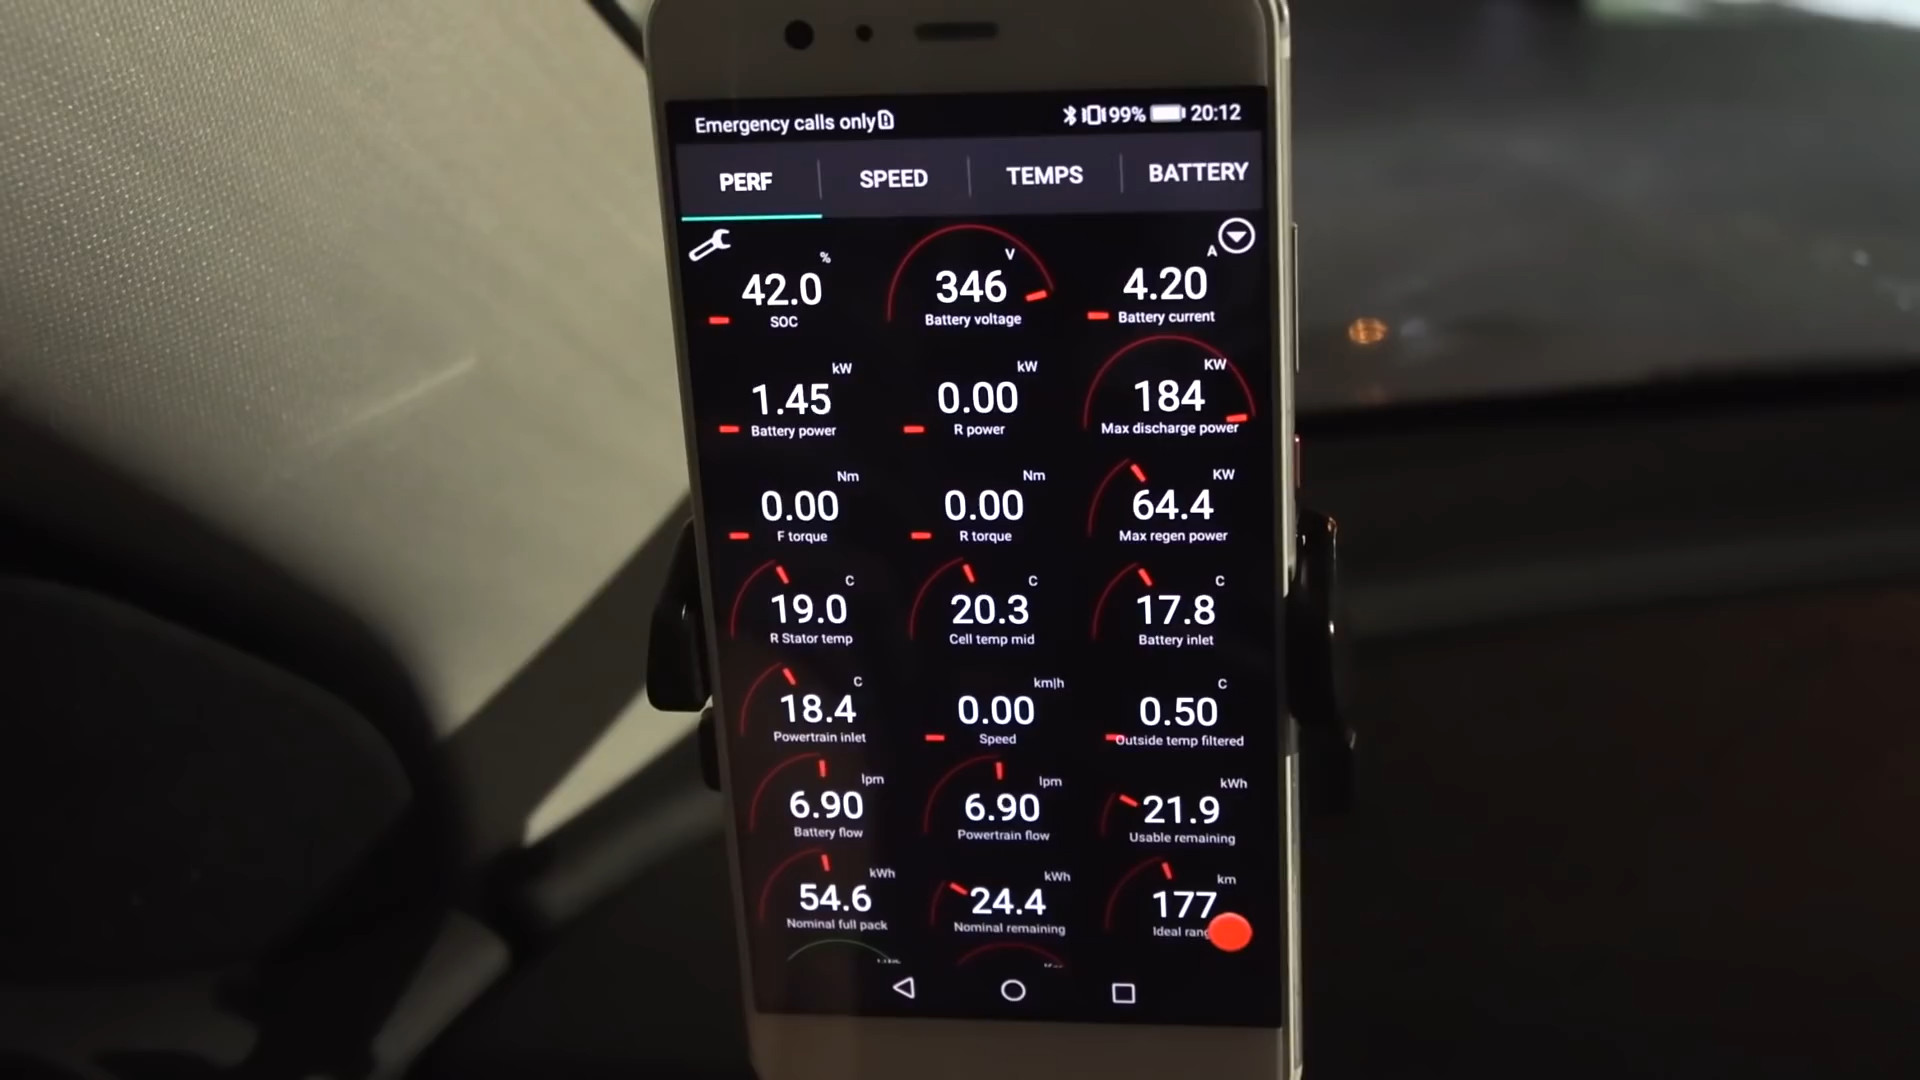 Emergency calls only 99% 20:12
PERF SPEED TEMPS BATTERY
% V A
42.0 346 4.20
SOC Battery voltage Battery current
kW kW KW
1.45 0.00 184
Battery power R power Max discharge power
Nm Nm KW
0.00 0.00 64.4
F torque R torque Max regen power
C C C
19.0 20.3 17.8
R Stator temp Cell temp mid Battery inlet
C km|h C
18.4 0.00 0.50
Powertrain inlet Speed Outside temp filtered
lpm lpm kWh
6.90 6.90 21.9
Battery flow Powertrain flow Usable remaining
kWh kWh km
54.6 24.4 177
Nominal full pack Nominal remaining Ideal